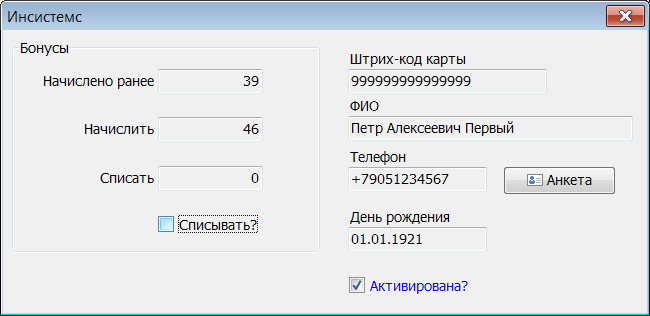 Инсистемс
Бонусы
Начислено ранее 39
Начислить 46
Списать 0
Списывать?
Штрих-код карты
999999999999999
ФИО
Петр Алексеевич Первый
Телефон
+79051234567
Анкета
День рождения
01.01.1921
Активирована?